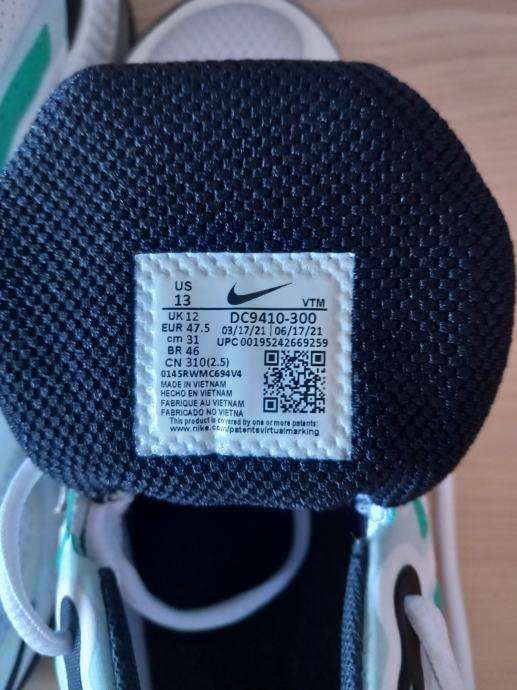 US
13
VTM
UK 12
EUR 47.5
cm 31
BR 46
CN 310(2.5)
DC9410-300
03/17/21 | 06/17/21
UPC 00195242669259
0145RWMC694V4
MADE IN VIETNAM
HECHO EN VIETNAM
FABRIQUE AU VIETNAM
FABRICADO NO VIETNA
This product is covered by one or more patents:
www.nike.com/patentsvirtualmarking